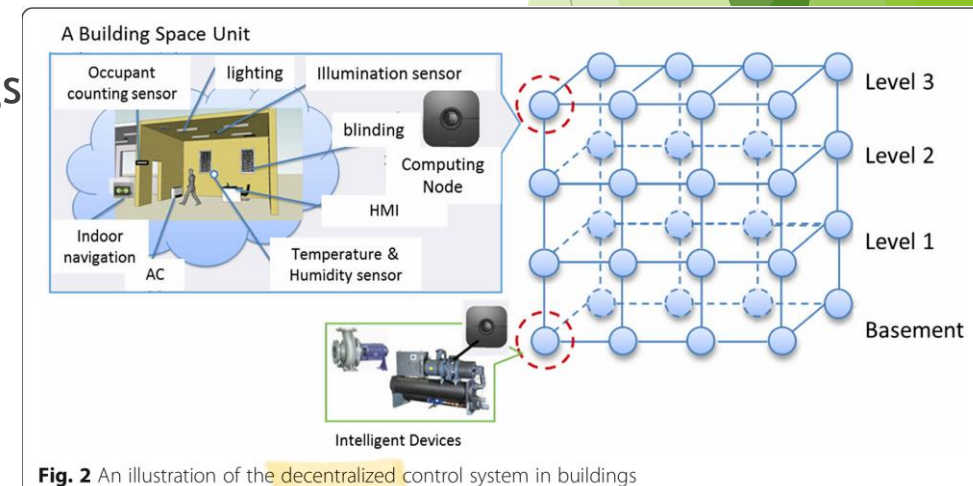 A Building Space Unit
gs
Occupant
counting sensor
lighting
Illumination sensor
blinding
Computing
Node
HMI
Indoor
navigation
AC
Temperature &
Humidity sensor
Level 3
Level 2
Level 1
Basement
Intelligent Devices
Fig. 2 An illustration of the decentralized control system in buildings